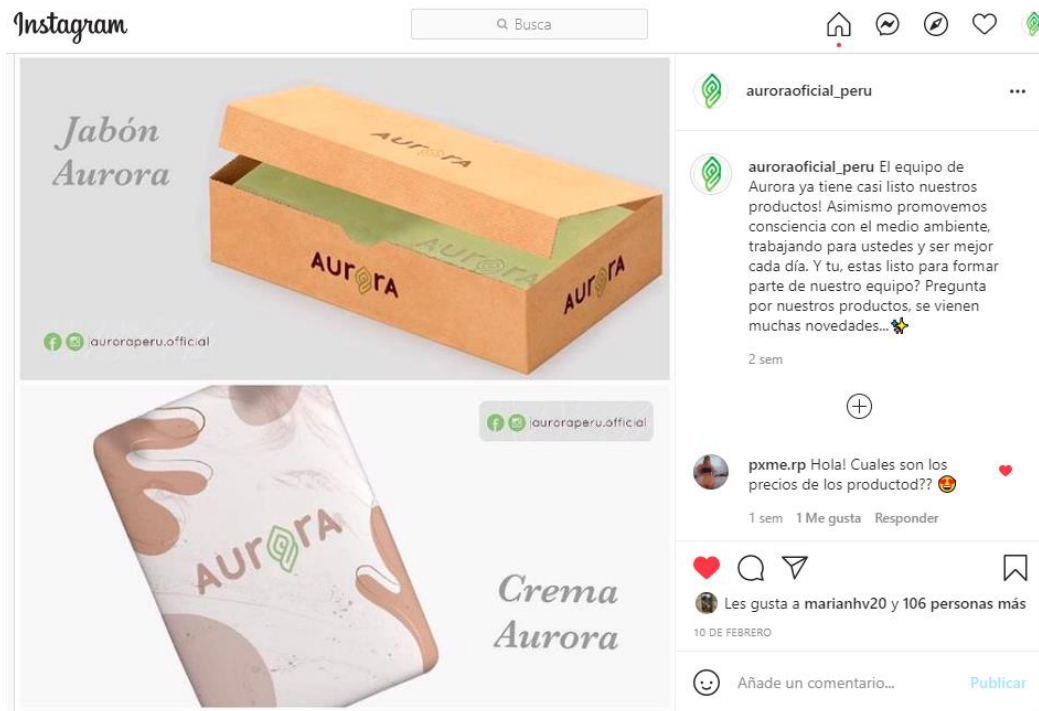 Instagram
Busca
Jabón
Aurora
AUrorA
AUrorA
AUrorA
AUrorA
auroraperu.official
auroraperu.official
AUrorA
Crema
Aurora
auroraoficial_peru
auroraoficial_peru El equipo de
Aurora ya tiene casi listo nuestros
productos! Asimismo promovemos
consciencia con el medio ambiente,
trabajando para ustedes y ser mejor
cada día. Y tu, estas listo para formar
parte de nuestro equipo? Pregunta
por nuestros productos, se vienen
muchas novedades...✨
2 sem
pxme.rp Hola! Cuales son los
precios de los productod?? 😍
1 sem 1 Me gusta Responder
Les gusta a marianhv20 y 106 personas más
10 DE FEBRERO
Añade un comentario... Publicar